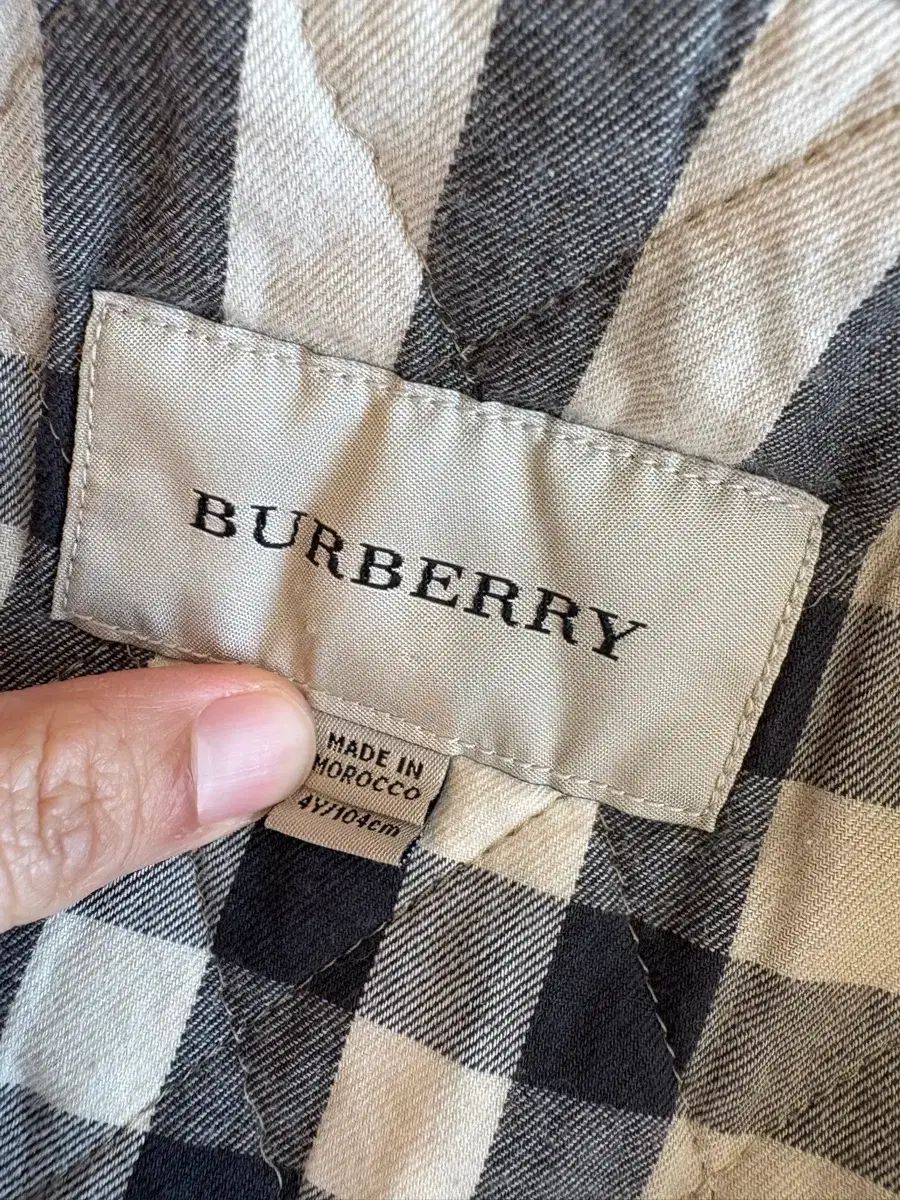 BURBERRY
MADE IN
MOROCCO
4Y/104cm